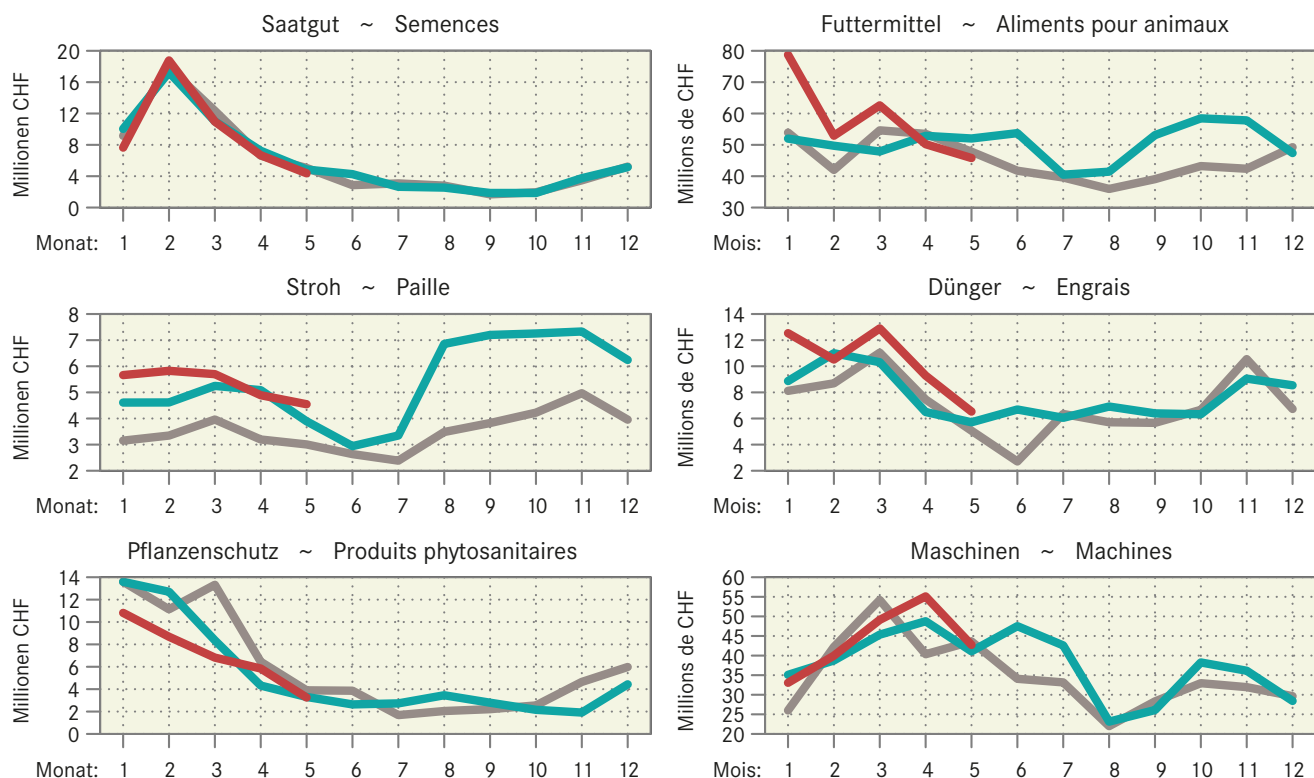 Saatgut ~ Semences
Millionen CHF
20
16
12
8
4
0
Monat: 1 2 3 4 5 6 7 8 9 10 11 12
Futtermittel ~ Aliments pour animaux
Millions de CHF
80
70
60
50
40
30
Mois: 1 2 3 4 5 6 7 8 9 10 11 12
Stroh ~ Paille
Millionen CHF
8
7
6
5
4
3
2
Monat: 1 2 3 4 5 6 7 8 9 10 11 12
Dünger ~ Engrais
Millions de CHF
14
12
10
8
6
4
2
Mois: 1 2 3 4 5 6 7 8 9 10 11 12
Pflanzenschutz ~ Produits phytosanitaires
Millionen CHF
14
12
10
8
6
4
2
0
Monat: 1 2 3 4 5 6 7 8 9 10 11 12
Maschinen ~ Machines
Millions de CHF
60
55
50
45
40
35
30
25
20
Mois: 1 2 3 4 5 6 7 8 9 10 11 12